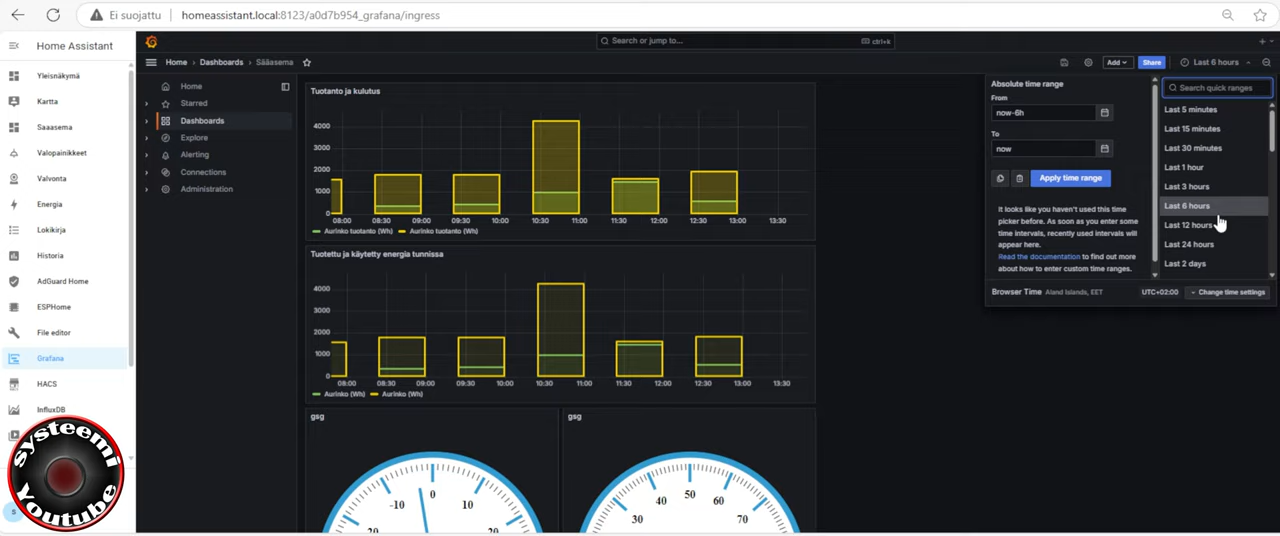 Ei suojattu
homeassistant.local:8123/a0d7b954_grafana/ingress
Home Assistant
Yleisnäkymä
Kartta
Saaasema
Valopainikkeet
Valvonta
Energia
Lokikirja
Historia
AdGuard Home
ESPHome
File editor
Grafana
HACS
InfluxDB
systeemi
Youtube
S
Search or jump to...
ctrl+k
Home
Dashboards
Sääasema
Add
Share
Last 6 hours
Home
Starred
Dashboards
Explore
Alerting
Connections
Administration
Tuotanto ja kulutus
4000
3000
2000
1000
0
08:00 08:30 09:00 09:30 10:00 10:30 11:00 11:30 12:00 12:30 13:00 13:30
Aurinko tuotanto (Wh) Aurinko tuotanto (Wh)
Tuotettu ja käytetty energia tunnissa
4000
3000
2000
1000
0
08:00 08:30 09:00 09:30 10:00 10:30 11:00 11:30 12:00 12:30 13:00 13:30
Aurinko (Wh) Aurinko (Wh)
gsg
-10 0 10
20 20
gsg
40 50 60
30 70
Absolute time range
From
now-6h
To
now
Apply time range
It looks like you haven't used this time
picker before. As soon as you enter some
time intervals, recently used intervals will
appear here.
Read the documentation to find out more
about how to enter custom time ranges.
Search quick ranges
Last 5 minutes
Last 15 minutes
Last 30 minutes
Last 1 hour
Last 3 hours
Last 6 hours
Last 12 hours
Last 24 hours
Last 2 days
Browser Time Aland Islands, EET
UTC+02:00
Change time settings